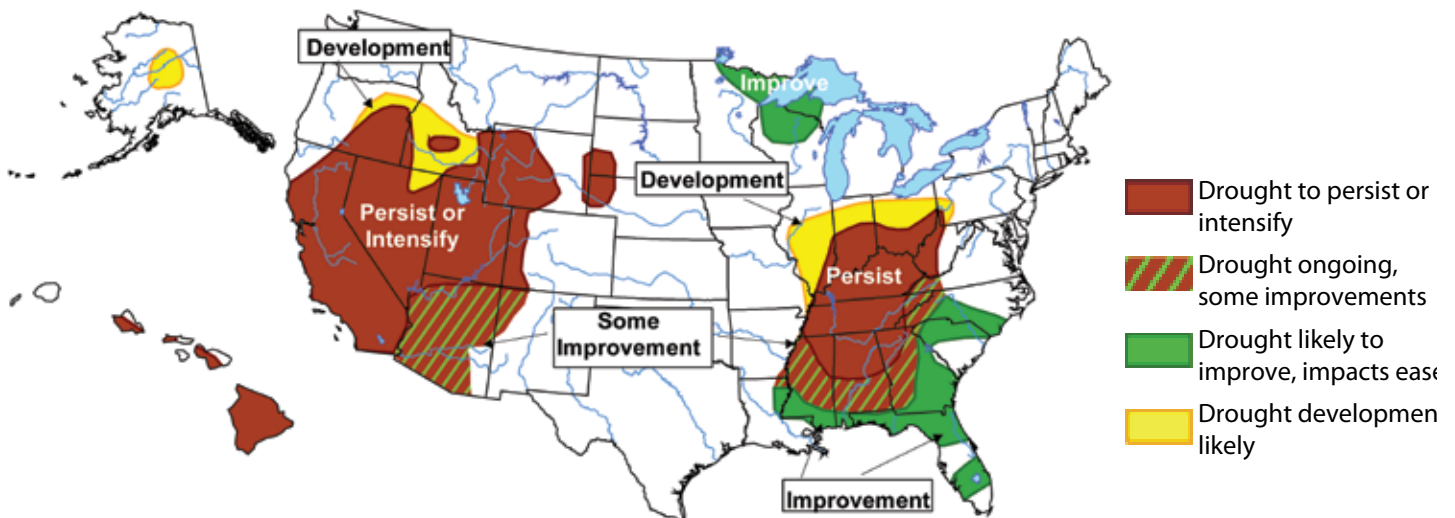 Development
Improve
Development
Persist or
Intensify
Persist
Some
Improvement
Improvement
Drought to persist or
intensify
Drought ongoing,
some improvements
Drought likely to
improve, impacts ease
Drought developmen
likely